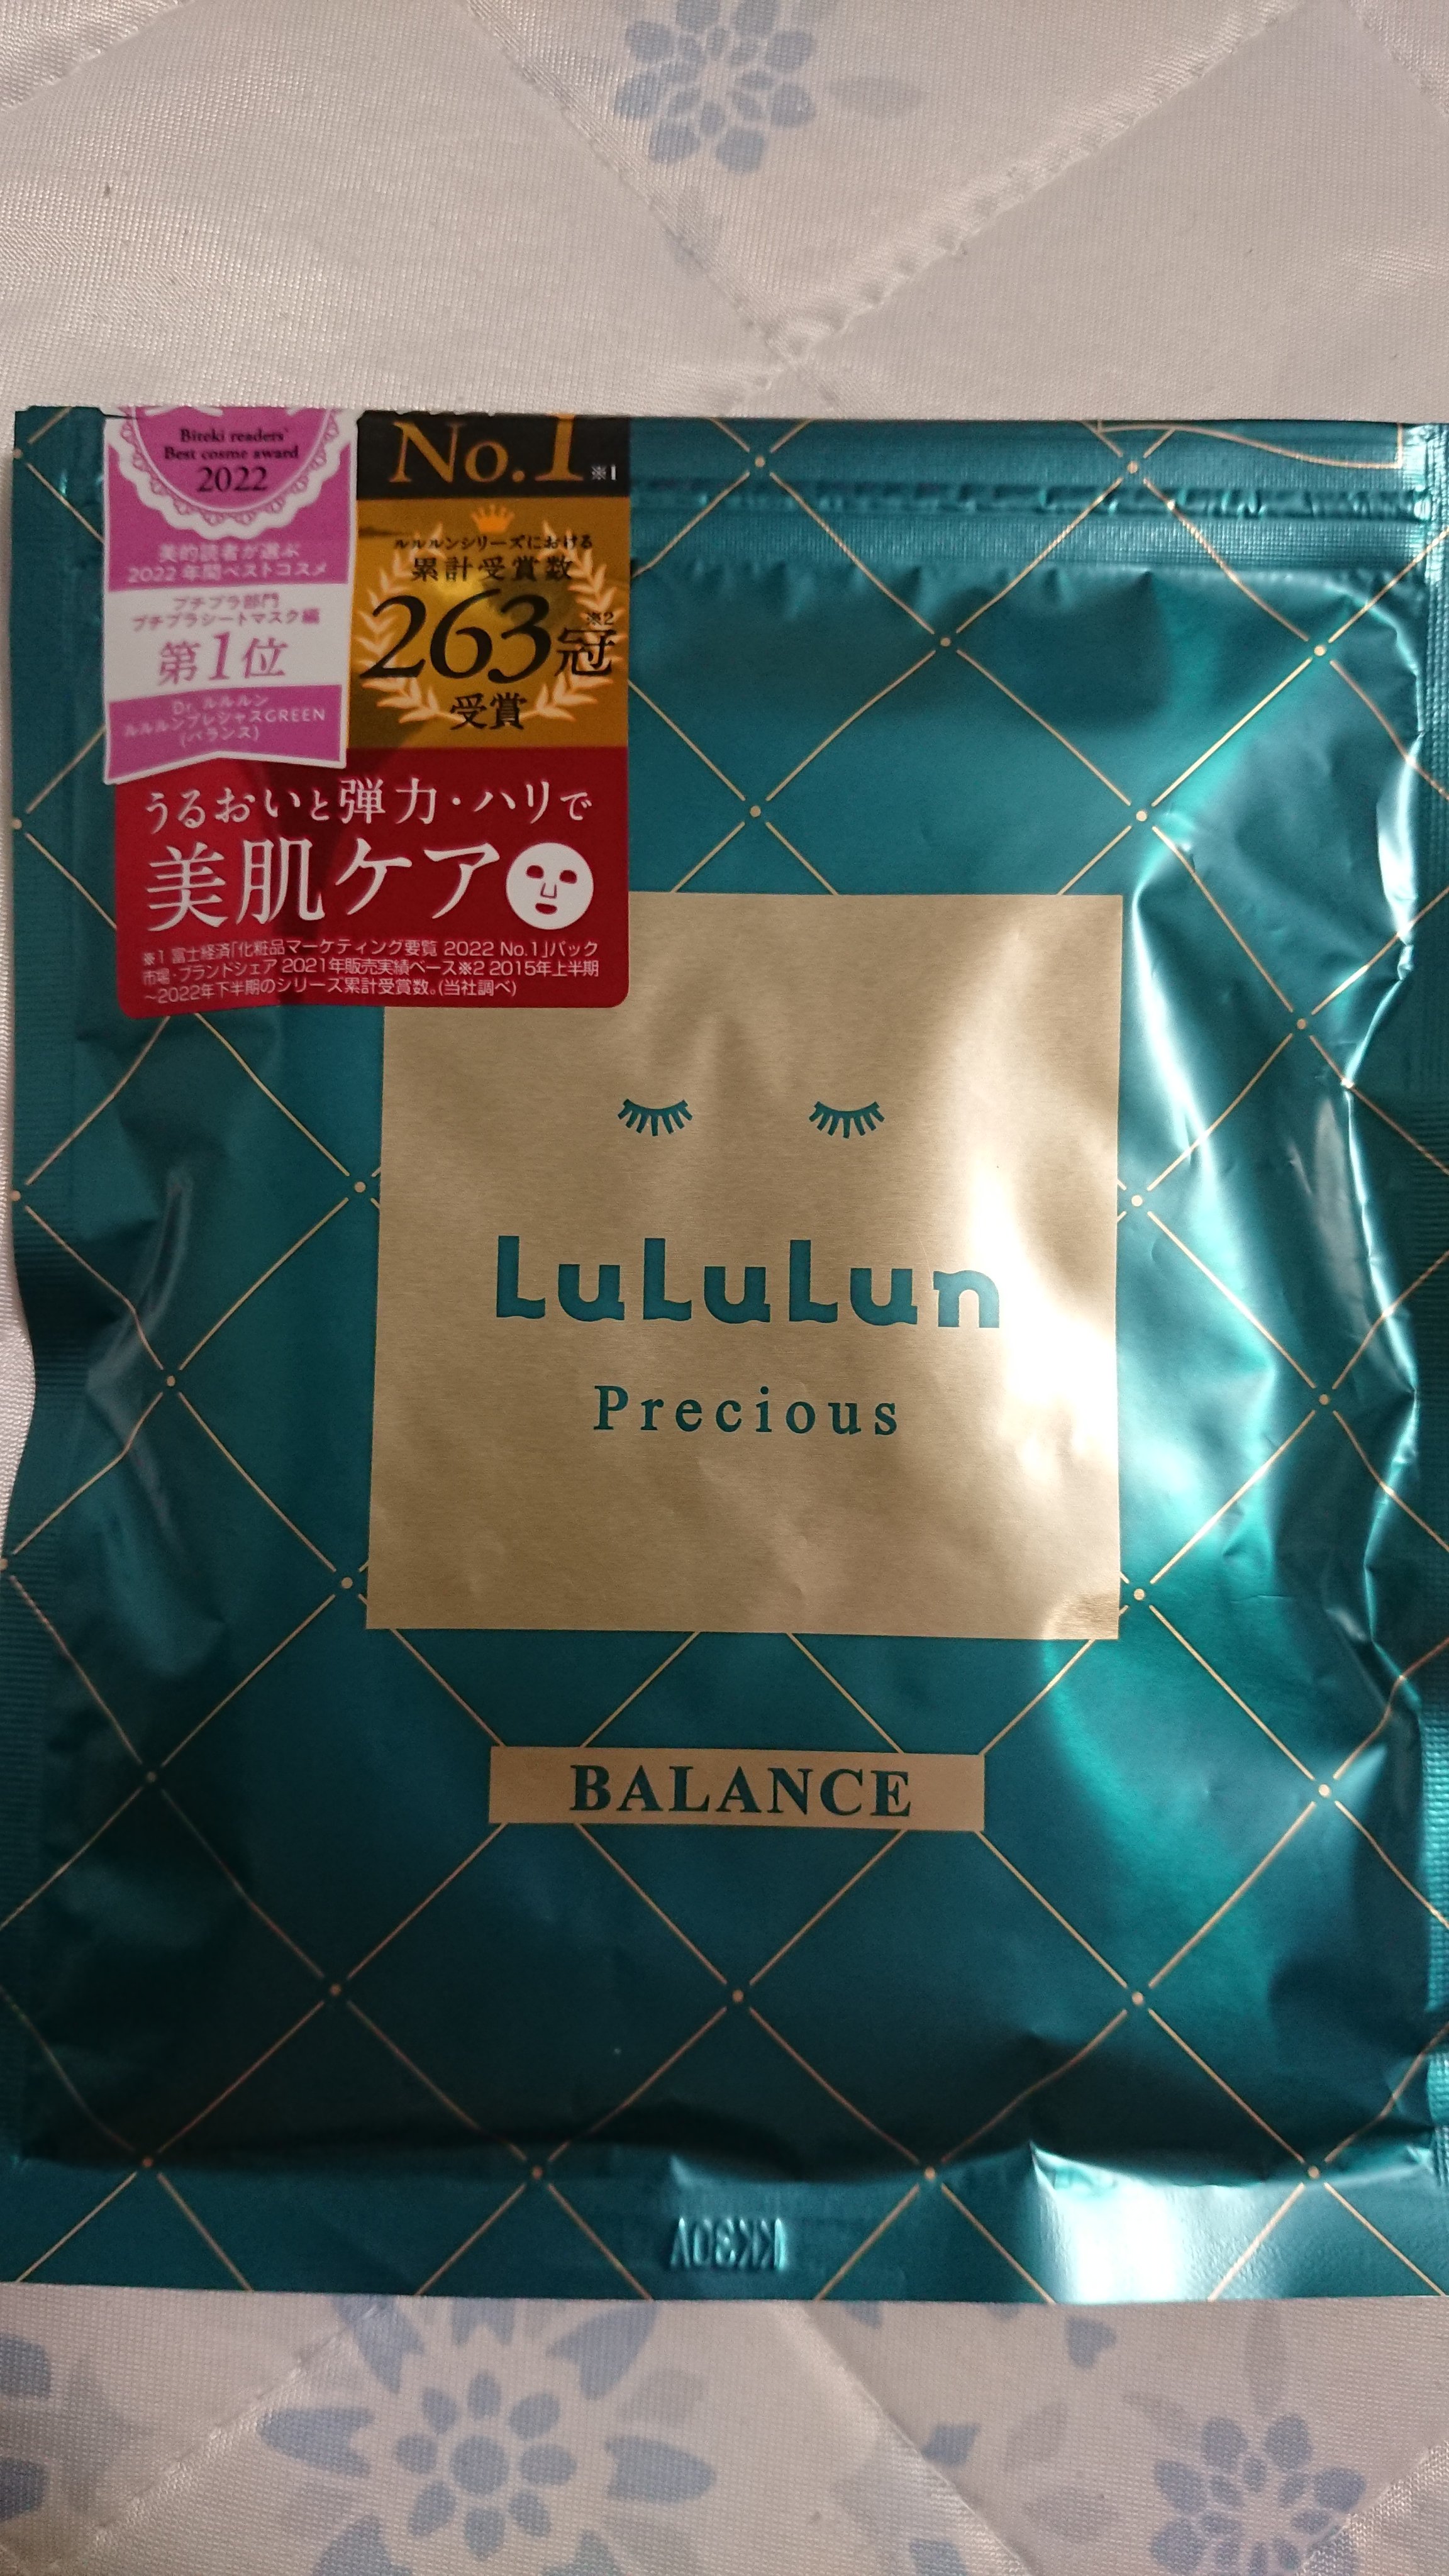 Biteki readers'
Best cosme award
2022
美的読者が選ぶ
2022 年間ベストコスメ
プチプラ部門
プチプラシートマスク編
第1位
Dr. ルルルン
ルルルンプレシャスGREEN
(バランス)
No.1 ※1
ルルルンシリーズにおける
累計受賞数
263冠※2
受賞
うるおいと弾力・ハリで
美肌ケア
※1 富士経済「化粧品マーケティング要覧 2022 No.1」パック
市場・ブランドシェア 2021年販売実績ベース※2 2015年上半期
～2022年下半期のシリーズ累計受賞数。(当社調べ)
LuLuLun
Precious
BALANCE